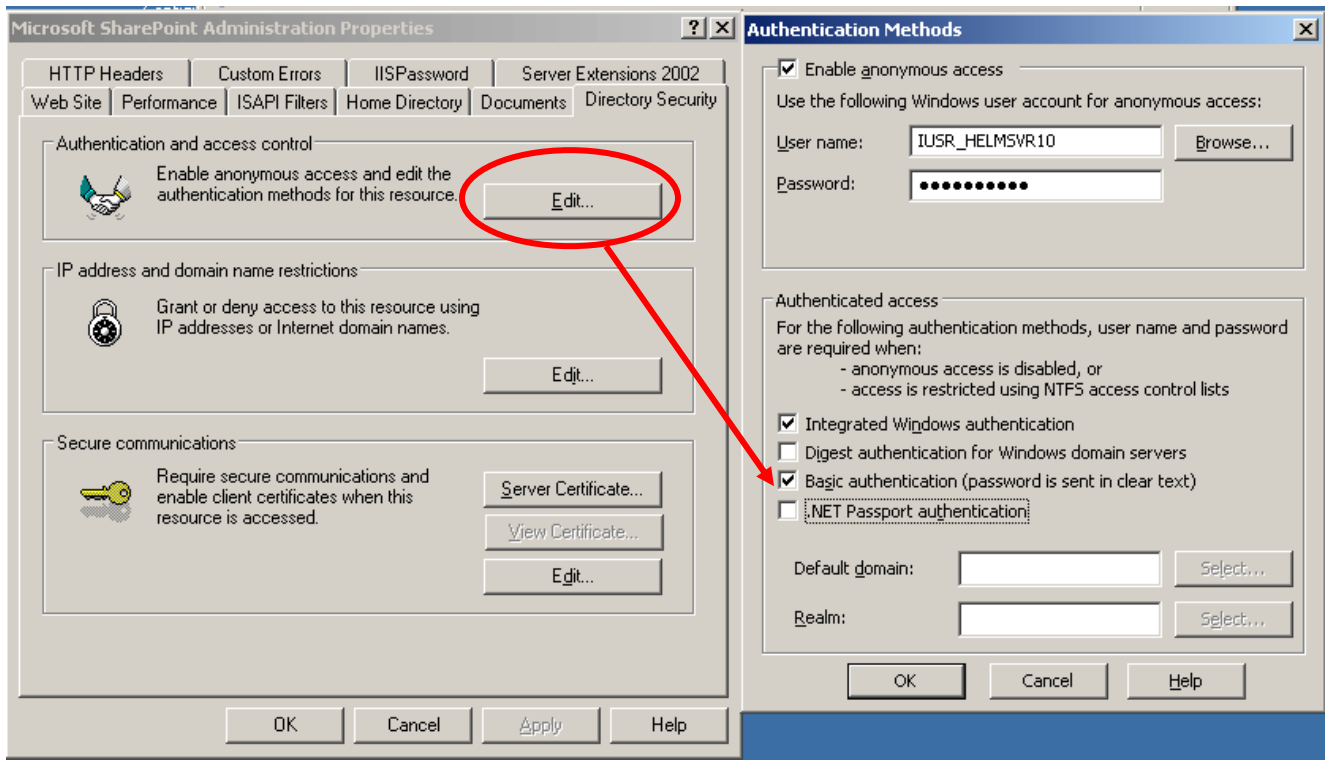 Microsoft SharePoint Administration Properties
HTTP Headers
Custom Errors
IISPassword
Server Extensions 2002
Web Site
Performance
ISAPI Filters
Home Directory
Documents
Directory Security
Authentication and access control
Enable anonymous access and edit the
authentication methods for this resource.
Edit...
IP address and domain name restrictions
Grant or deny access to this resource using
IP addresses or Internet domain names.
Edit...
Secure communications
Require secure communications and
enable client certificates when this
resource is accessed.
Server Certificate...
View Certificate...
Edit...
OK
Cancel
Apply
Help
Authentication Methods
Enable anonymous access
Use the following Windows user account for anonymous access:
User name:
IUSR_HELMSVR10
Browse...
Password:
●●●●●●●●●●
Authenticated access
For the following authentication methods, user name and password
are required when:
- anonymous access is disabled, or
- access is restricted using NTFS access control lists
Integrated Windows authentication
Digest authentication for Windows domain servers
Basic authentication (password is sent in clear text)
.NET Passport authentication
Default domain:
Select...
Realm:
Select...
OK
Cancel
Help